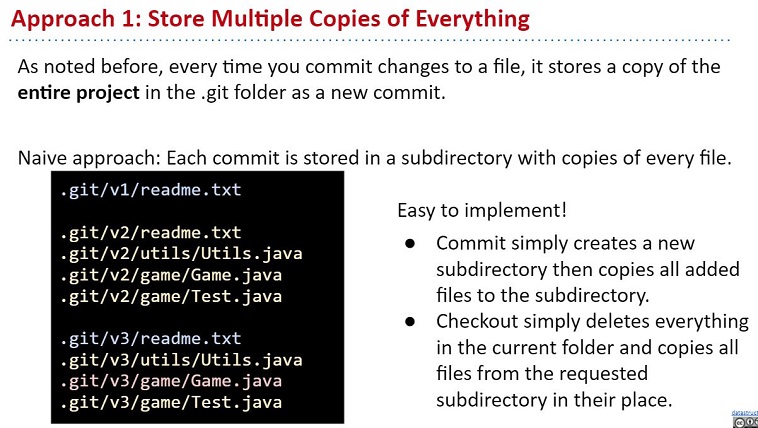 Approach 1: Store Multiple Copies of Everything
As noted before, every time you commit changes to a file, it stores a copy of the
entire project in the .git folder as a new commit.
Naive approach: Each commit is stored in a subdirectory with copies of every file.
.git/v1/readme.txt
.git/v2/readme.txt
.git/v2/utils/Utils.java
.git/v2/game/Game.java
.git/v2/game/Test.java
.git/v3/readme.txt
.git/v3/utils/Utils.java
.git/v3/game/Game.java
.git/v3/game/Test.java
Easy to implement!
● Commit simply creates a new
subdirectory then copies all added
files to the subdirectory.
● Checkout simply deletes everything
in the current folder and copies all
files from the requested
subdirectory in their place.